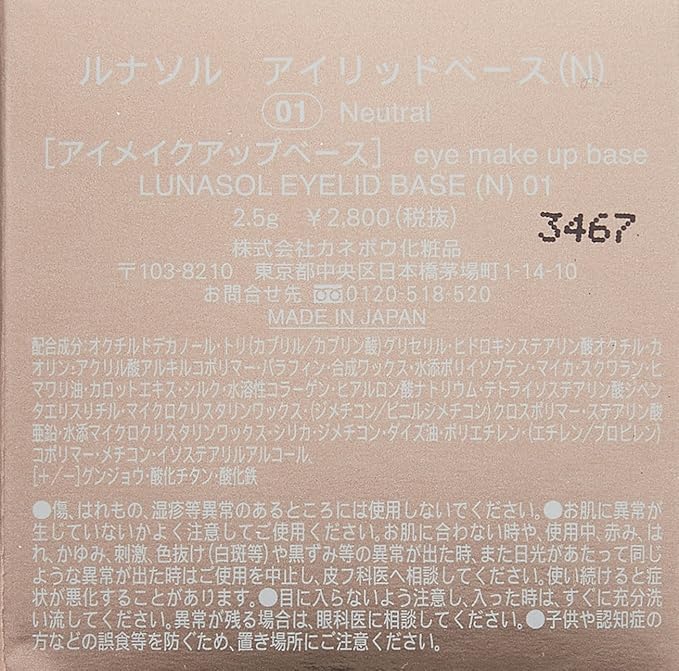 ルナソル　アイリッドベース(N)
01 Neutral
[アイメイクアップベース]　eye make up base
LUNASOL EYELID BASE (N) 01
2.5g　¥2,800(税抜)
3467
株式会社カネボウ化粧品
〒103-8210　東京都中央区日本橋茅場町1-14-10
お問合せ先 0120-518-520
MADE IN JAPAN
配合成分:オクチルドデカノール・トリ(カプリル/カプリン酸)グリセリル・ヒドロキシステアリン酸オクチル・カ
オリン・アクリル酸アルキルコポリマー・パラフィン・合成ワックス・水添ポリイソブテン・マイカ・スクワラン・ヒ
マワリ油・カロットエキス・シルク・水溶性コラーゲン・ヒアルロン酸ナトリウム・テトライソステアリン酸ジペン
タエリスリチル・マイクロクリスタリンワックス・(ジメチコン/ビニルジメチコン)クロスポリマー・ステアリン酸
亜鉛・水添マイクロクリスタリンワックス・シリカ・ジメチコン・ダイズ油・ポリエチレン・(エチレン/プロピレン)
コポリマー・メチコン・イソステアリルアルコール、
[+/-]グンジョウ・酸化チタン・酸化鉄
●傷、はれもの、湿疹等異常のあるところには使用しないでください。●お肌に異常が
生じていないかよく注意してご使用ください。お肌に合わない時や、使用中、赤み、は
れ、かゆみ、刺激、色抜け(白斑等)や黒ずみ等の異常が出た時、また日光があたって同じ
ような異常が出た時はご使用を中止し、皮フ科医へ相談してください。使い続けると症
状が悪化することがあります。●目に入らないよう注意し、入った時は、すぐに充分洗
い流してください。異常が残る場合は、眼科医に相談してください。●子供や認知症の
方などの誤食等を防ぐため、置き場所にご注意ください。